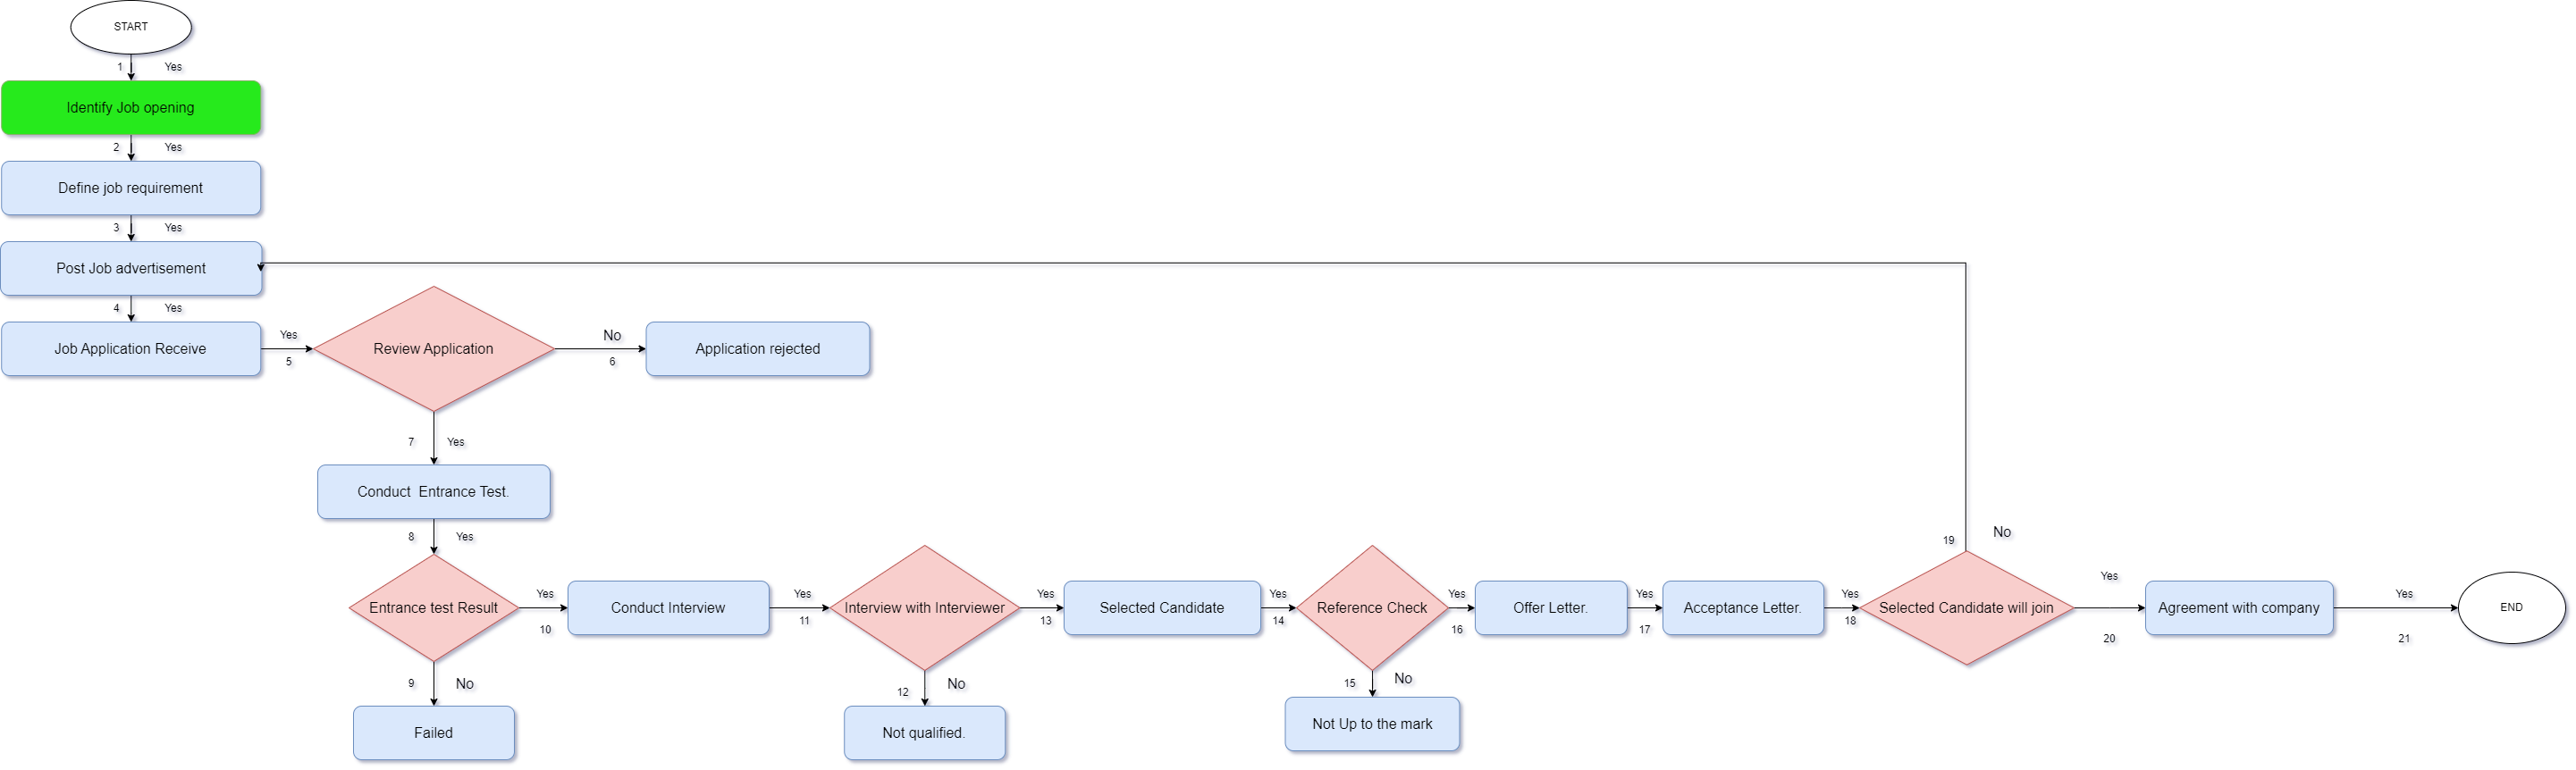 START
1 Yes
Identify Job opening
2 Yes
Define job requirement
3 Yes
Post Job advertisement
4 Yes
Job Application Receive
Yes
5
Review Application
No
6
Application rejected
7 Yes
Conduct Entrance Test.
8 Yes
Entrance test Result
9 No
Failed
Yes
10
Conduct Interview
Yes
11
Interview with Interviewer
12 No
Not qualified.
Yes
13
Selected Candidate
Yes
14
Reference Check
15 No
Not Up to the mark
Yes
16
Offer Letter.
Yes
17
Acceptance Letter.
Yes
18
Selected Candidate will join
19 No
Yes
20
Agreement with company
Yes
21
END